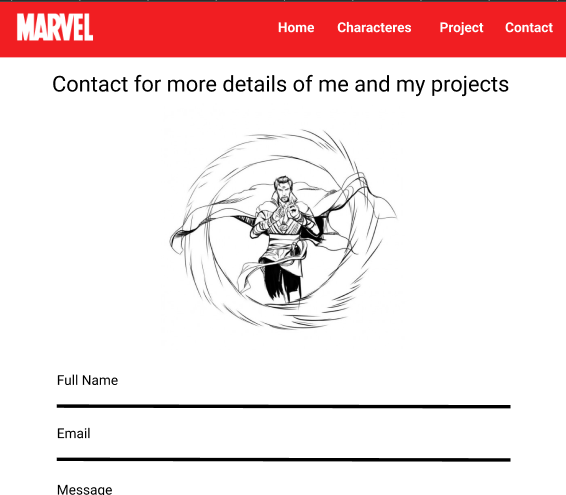 MARVEL Home Characteres Project Contact
Contact for more details of me and my projects
Full Name
Email
Message